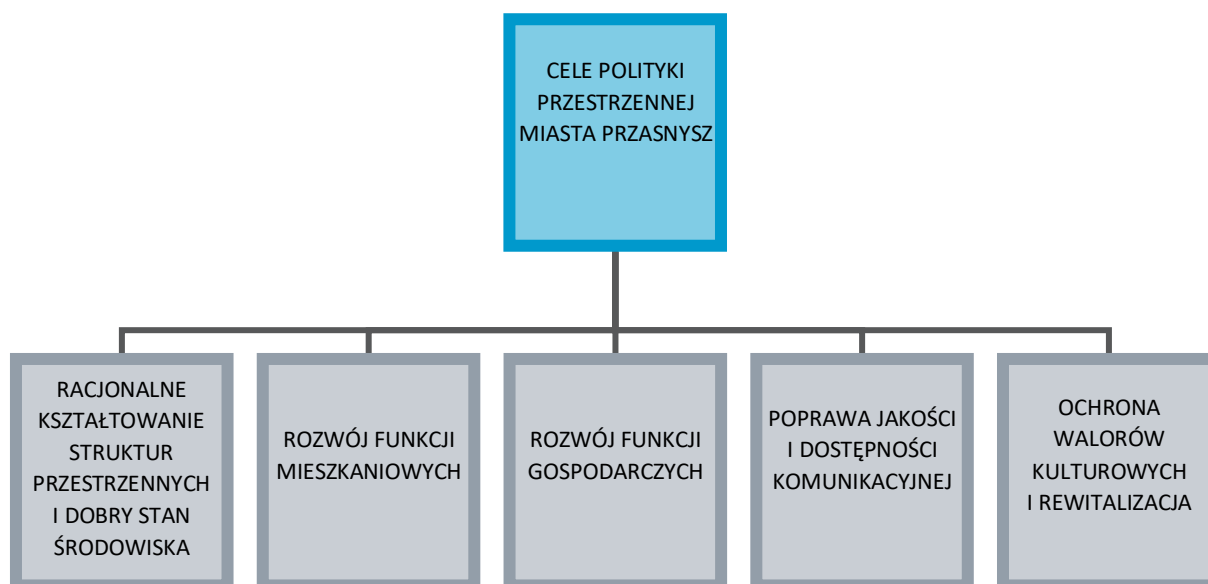 CELE POLITYKI
PRZESTRZENNEJ
MIASTA PRZASNYSZ
RACJONALNE
KSZTAŁTOWANIE
STRUKTUR
PRZESTRZENNYCH
I DOBRY STAN
ŚRODOWISKA
ROZWÓJ FUNKCJI
MIESZKANIOWYCH
ROZWÓJ FUNKCJI
GOSPODARCZYCH
POPRAWA JAKOŚCI
I DOSTĘPNOŚCI
KOMUNIKACYJNEJ
OCHRONA
WALORÓW
KULTUROWYCH
I REWITALIZACJA